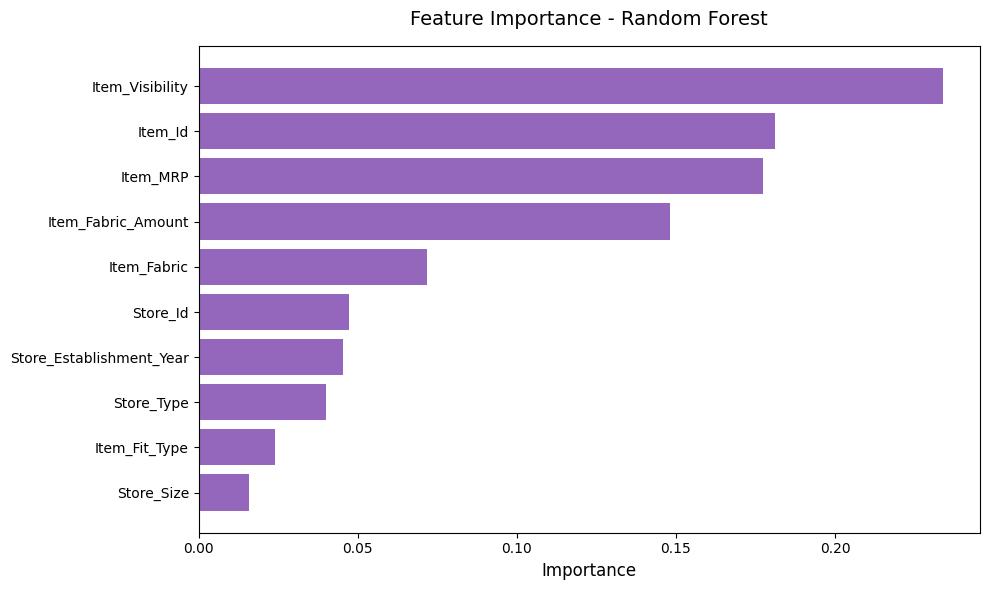 Feature Importance - Random Forest
Item_Visibility
Item_Id
Item_MRP
Item_Fabric_Amount
Item_Fabric
Store_Id
Store_Establishment_Year
Store_Type
Item_Fit_Type
Store_Size
0.00 0.05 0.10 0.15 0.20
Importance